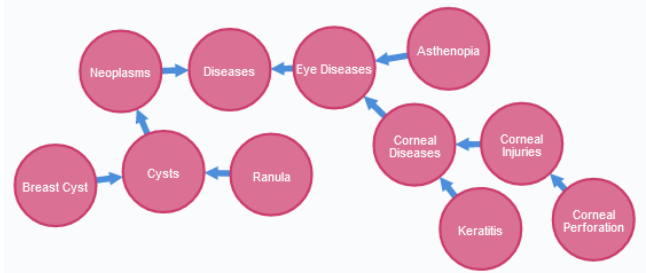 Neoplasms
Diseases
Eye Diseases
Asthenopia
Breast Cyst
Cysts
Ranula
Corneal
Diseases
Corneal
Injuries
Keratitis
Corneal
Perforation